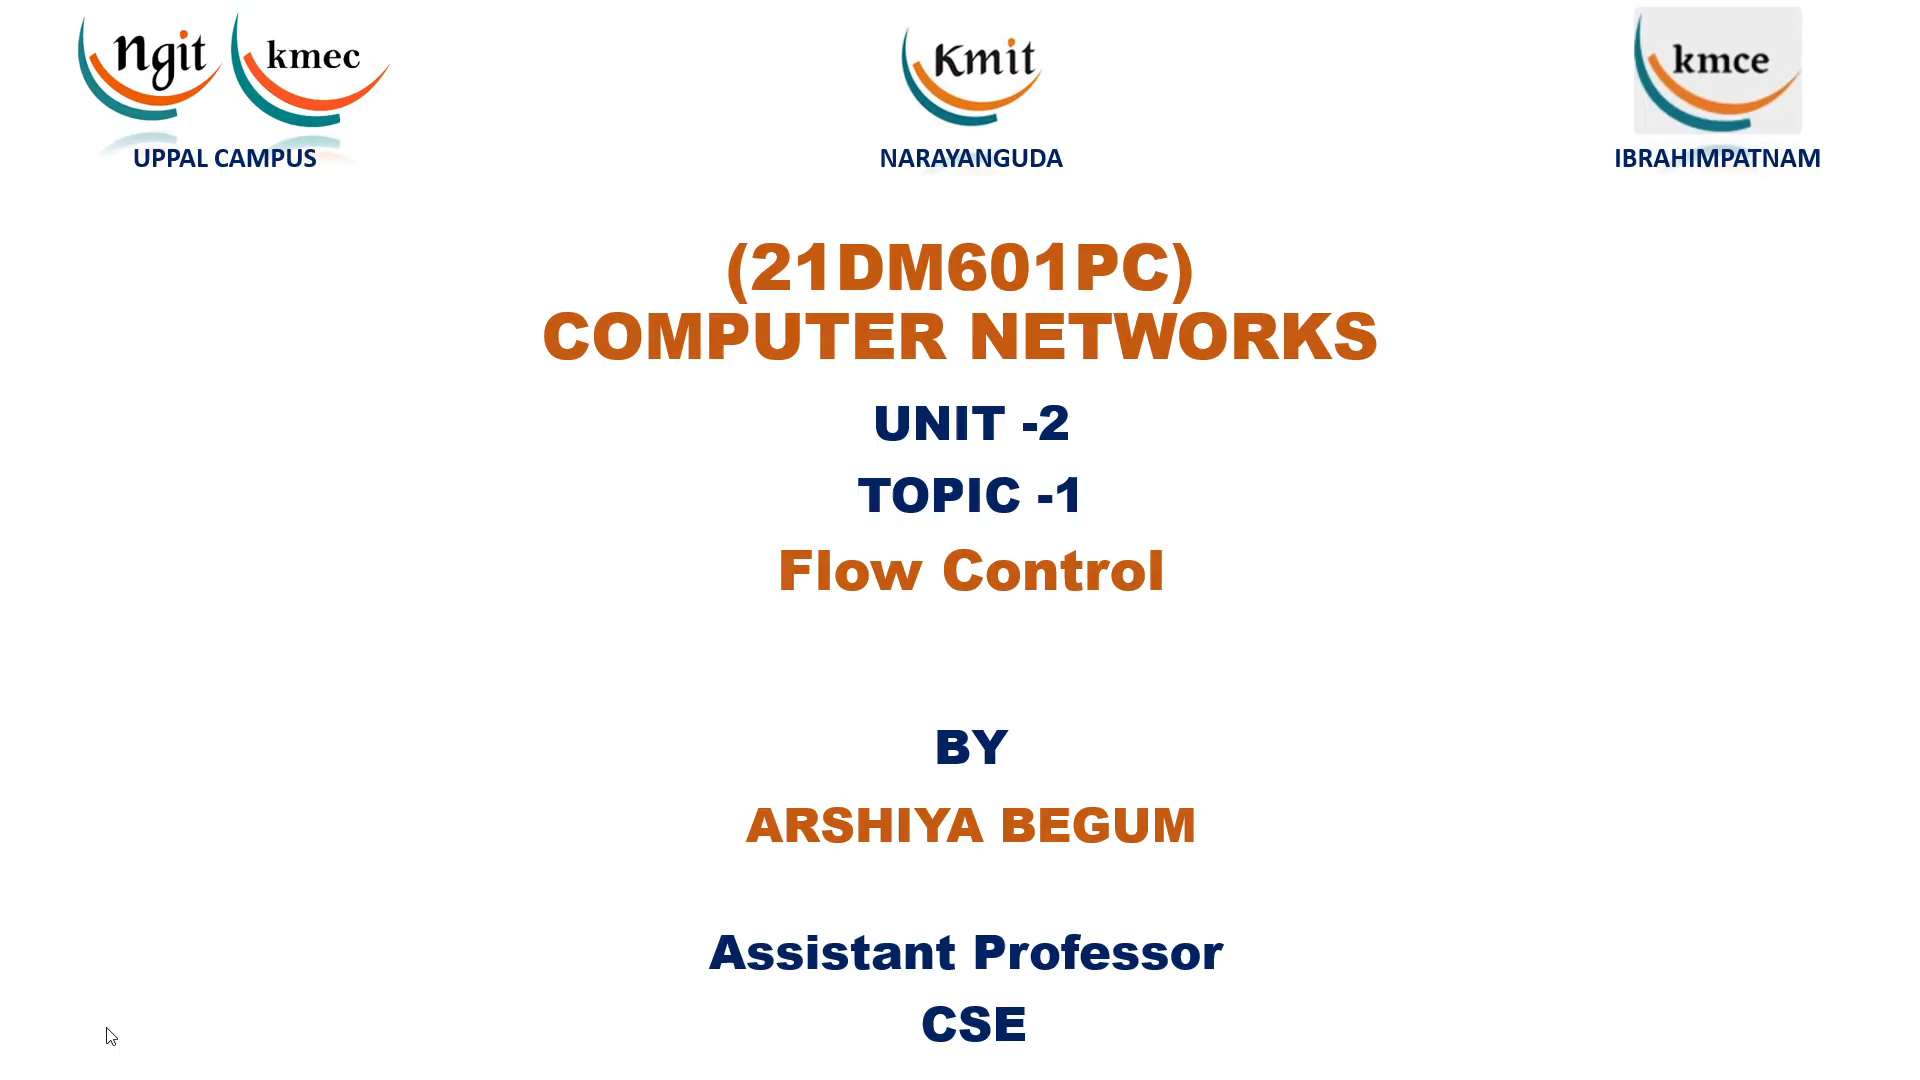 Ngit kmec Kmit kmce
UPPAL CAMPUS NARAYANGUDA IBRAHIMPATNAM
(21DM601PC)
COMPUTER NETWORKS
UNIT -2
TOPIC -1
Flow Control
BY
ARSHIYA BEGUM
Assistant Professor
CSE